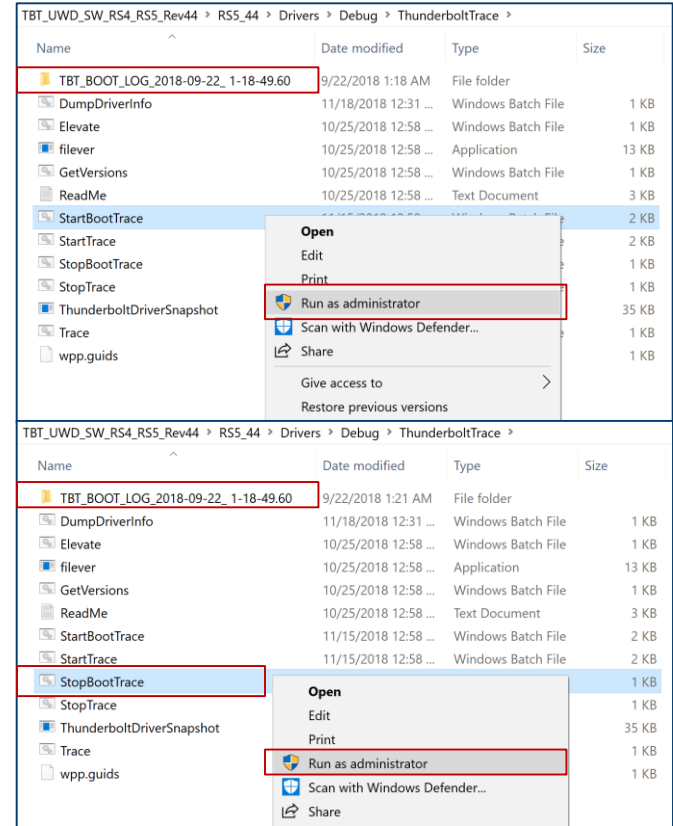 TBT_UWD_SW_RS4_RS5_Rev44 > RS5_44 > Drivers > Debug > ThunderboltTrace >
Name Date modified Type Size
TBT_BOOT_LOG_2018-09-22_ 1-18-49.60 9/22/2018 1:18 AM File folder
DumpDriverInfo 11/18/2018 12:31 ... Windows Batch File 1 KB
Elevate 10/25/2018 12:58 ... Windows Batch File 1 KB
filever 10/25/2018 12:58 ... Application 13 KB
GetVersions 10/25/2018 12:58 ... Windows Batch File 1 KB
ReadMe 10/25/2018 12:58 ... Text Document 3 KB
StartBootTrace 2 KB
Open
StartTrace 2 KB
Edit
StopBootTrace 1 KB
Print
StopTrace 1 KB
Run as administrator
ThunderboltDriverSnapshot 35 KB
Scan with Windows Defender...
Trace 1 KB
Share
wpp.guids 1 KB
Give access to >
Restore previous versions
TBT_UWD_SW_RS4_RS5_Rev44 > RS5_44 > Drivers > Debug > ThunderboltTrace >
Name Date modified Type Size
TBT_BOOT_LOG_2018-09-22_ 1-18-49.60 9/22/2018 1:21 AM File folder
DumpDriverInfo 11/18/2018 12:31 ... Windows Batch File 1 KB
Elevate 10/25/2018 12:58 ... Windows Batch File 1 KB
filever 10/25/2018 12:58 ... Application 13 KB
GetVersions 10/25/2018 12:58 ... Windows Batch File 1 KB
ReadMe 10/25/2018 12:58 ... Text Document 3 KB
StartBootTrace 11/15/2018 12:58 ... Windows Batch File 2 KB
StartTrace 11/15/2018 12:58 ... Windows Batch File 2 KB
StopBootTrace 1 KB
Open
StopTrace 1 KB
Edit
ThunderboltDriverSnapshot 35 KB
Print
Trace 1 KB
Run as administrator
wpp.guids 1 KB
Scan with Windows Defender...
Share